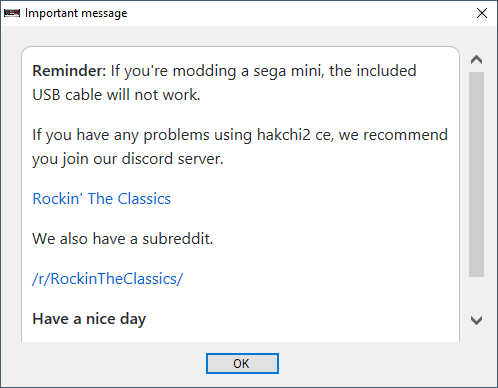 Important message
Reminder: If you're modding a sega mini, the included
USB cable will not work.
If you have any problems using hakchi2 ce, we recommend
you join our discord server.
Rockin' The Classics
We also have a subreddit.
/r/RockinTheClassics/
Have a nice day
OK